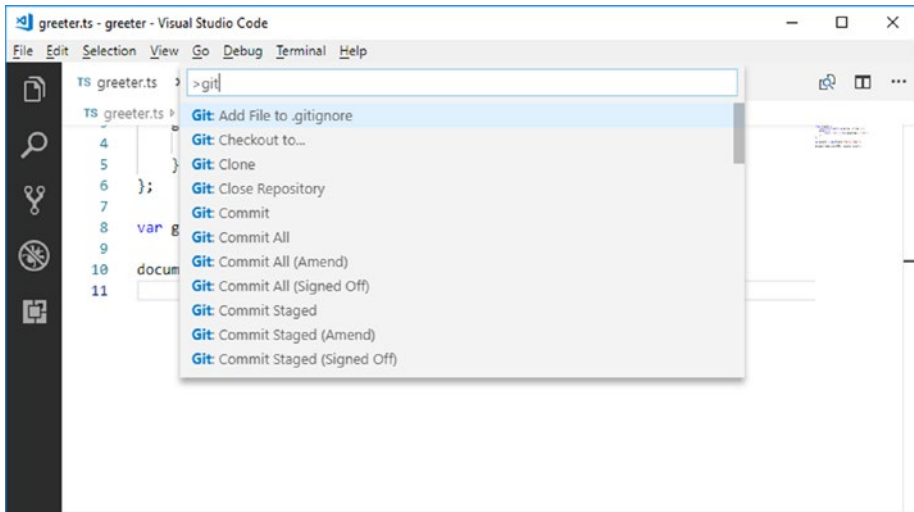 greeter.ts - greeter - Visual Studio Code
File Edit Selection View Go Debug Terminal Help
TS greeter.ts
>git
TS greeter.ts
Git: Add File to .gitignore
4
Git: Checkout to...
5 }
Git: Clone
6 };
Git: Close Repository
7
Git: Commit
8 var g
Git: Commit All
9
Git: Commit All (Amend)
10 docum
Git: Commit All (Signed Off)
11
Git: Commit Staged
Git: Commit Staged (Amend)
Git: Commit Staged (Signed Off)